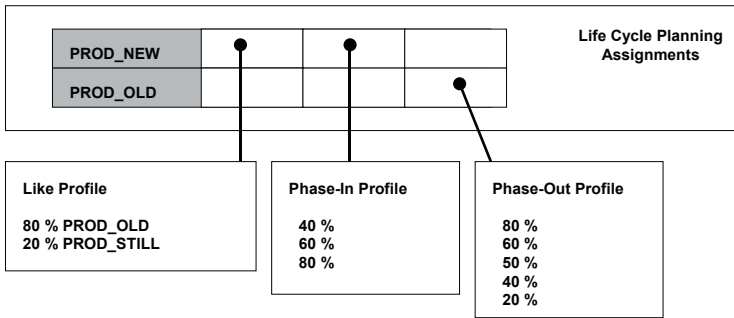 PROD_NEW
PROD_OLD
Life Cycle Planning
Assignments
Like Profile
80 % PROD_OLD
20 % PROD_STILL
Phase-In Profile
40 %
60 %
80 %
Phase-Out Profile
80 %
60 %
50 %
40 %
20 %